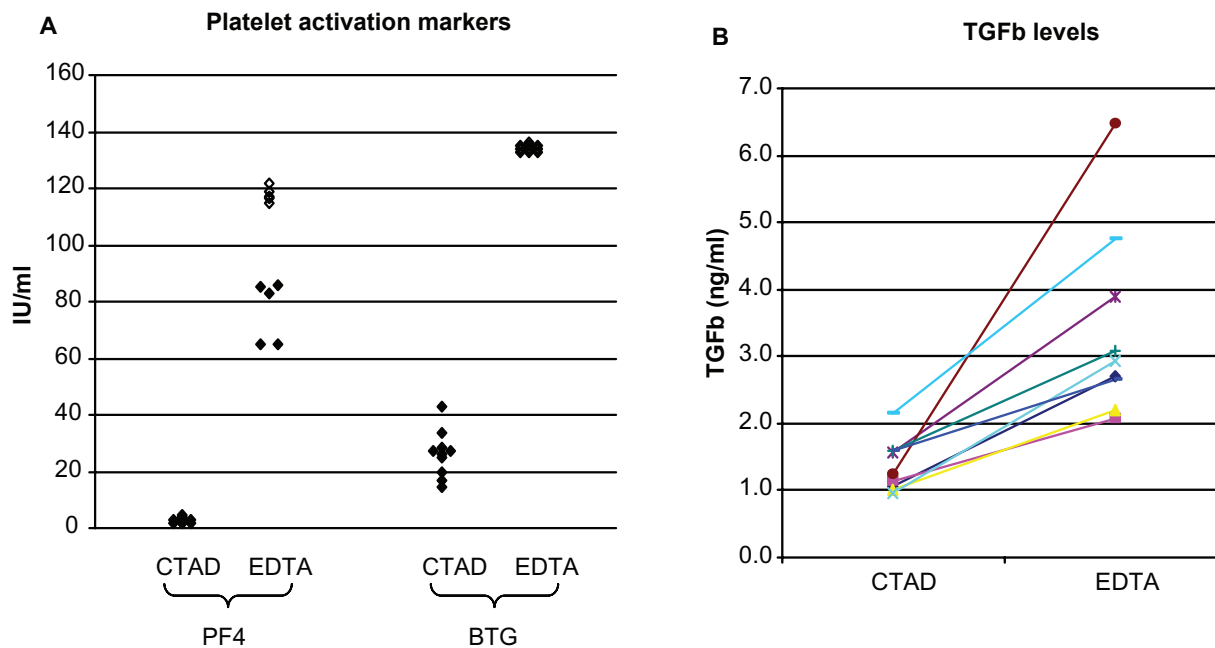 A
Platelet activation markers
IU/ml
160
140
120
100
80
60
40
20
0
CTAD EDTA CTAD EDTA
PF4 BTG
B
TGFb levels
TGFb (ng/ml)
7.0
6.0
5.0
4.0
3.0
2.0
1.0
0.0
CTAD EDTA